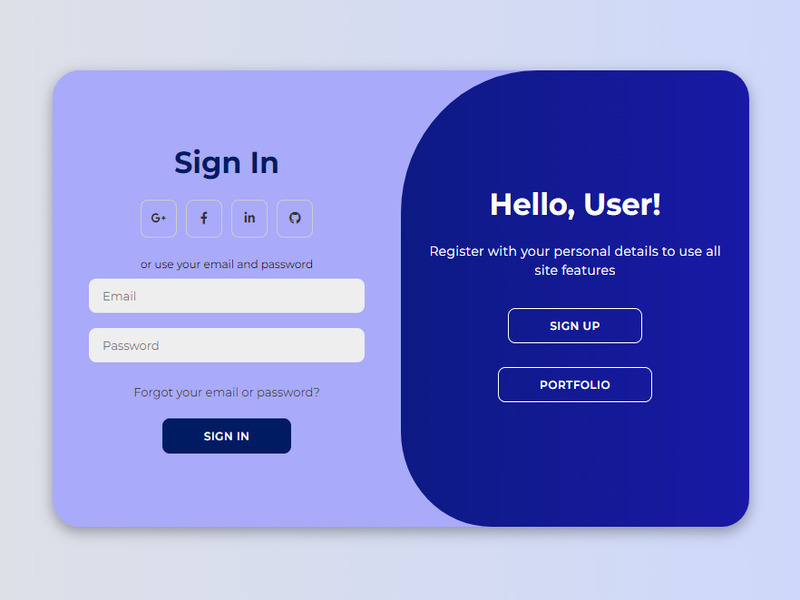 Sign In
G+ f in
or use your email and password
Email
Password
Forgot your email or password?
SIGN IN
Hello, User!
Register with your personal details to use all
site features
SIGN UP
PORTFOLIO